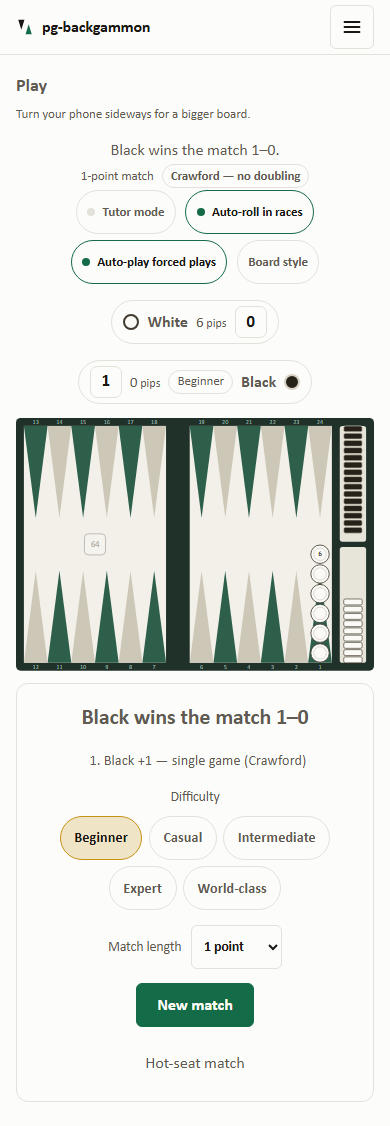 pg-backgammon
Play
Turn your phone sideways for a bigger board.
Black wins the match 1–0.
1-point match Crawford — no doubling
Tutor mode Auto-roll in races
Auto-play forced plays Board style
White 6 pips 0
1 0 pips Beginner Black
13 14 15 16 17 18 19 20 21 22 23 24
64
6
12 11 10 9 8 7 6 5 4 3 2 1
Black wins the match 1–0
1. Black +1 — single game (Crawford)
Difficulty
Beginner Casual Intermediate
Expert World-class
Match length 1 point
New match
Hot-seat match